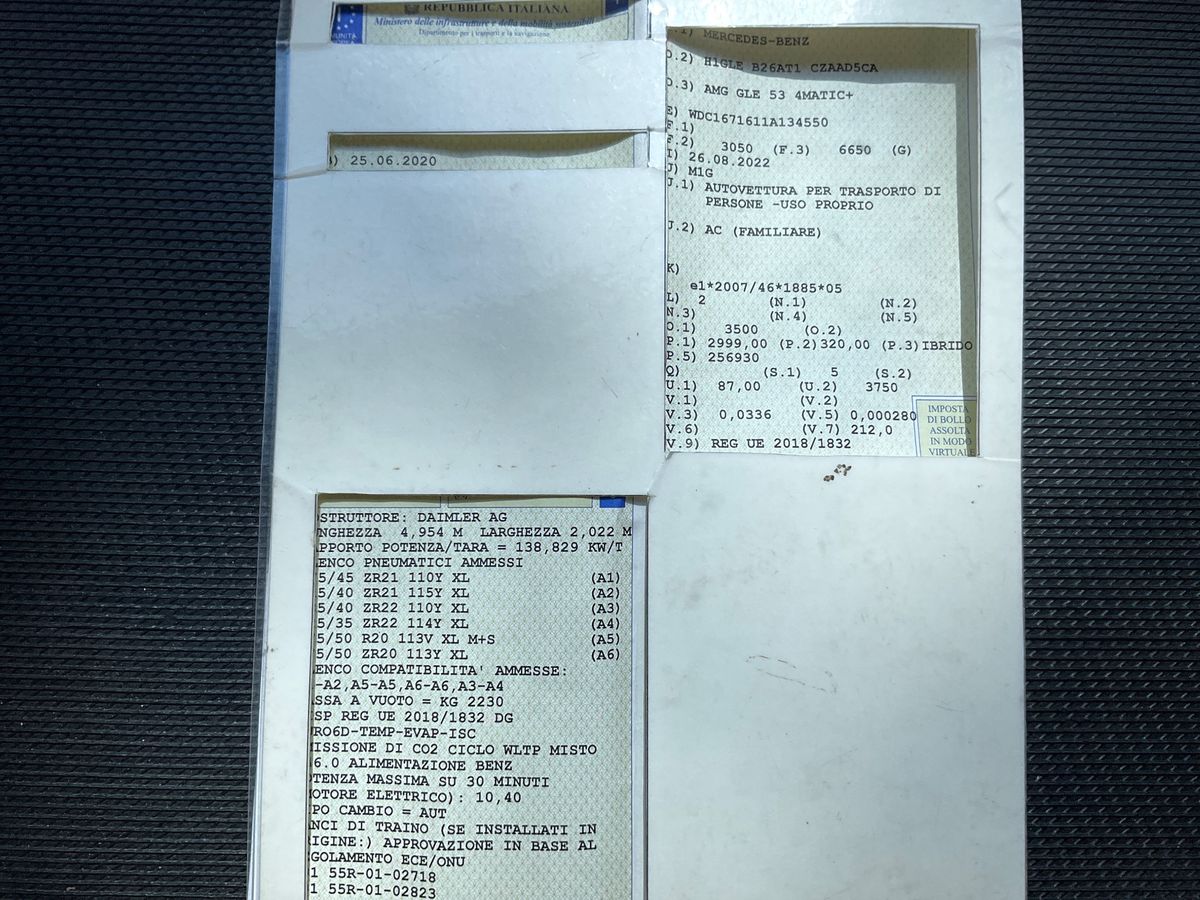 REPUBBLICA ITALIANA
Ministero delle infrastrutture e della mobilità sostenibili
Dipartimento per i trasporti e la navigazione
) 25.06.2020
.1) MERCEDES-BENZ
.2) H1GLE B26AT1 CZAAD5CA
.3) AMG GLE 53 4MATIC+
E) WDC1671611A134550
F.1)
F.2) 3050 (F.3) 6650 (G)
I) 26.08.2022
J) M1G
J.1) AUTOVETTURA PER TRASPORTO DI
PERSONE -USO PROPRIO
J.2) AC (FAMILIARE)
K)
e1*2007/46*1885*05
L) 2 (N.1) (N.2)
N.3) (N.4) (N.5)
O.1) 3500 (O.2)
P.1) 2999,00 (P.2)320,00 (P.3)IBRIDO
P.5) 256930
Q) (S.1) 5 (S.2)
U.1) 87,00 (U.2) 3750
V.1) (V.2)
V.3) 0,0336 (V.5) 0,000280
V.6) (V.7) 212,0
V.9) REG UE 2018/1832
IMPOSTA
DI BOLLO
ASSOLTA
IN MODO
VIRTUALE
STRUTTORE: DAIMLER AG
NGHEZZA 4,954 M LARGHEZZA 2,022 M
PPORTO POTENZA/TARA = 138,829 KW/T
ENCO PNEUMATICI AMMESSI
5/45 ZR21 110Y XL (A1)
5/40 ZR21 115Y XL (A2)
5/40 ZR22 110Y XL (A3)
5/35 ZR22 114Y XL (A4)
5/50 R20 113V XL M+S (A5)
5/50 ZR20 113Y XL (A6)
ENCO COMPATIBILITA' AMMESSE:
-A2,A5-A5,A6-A6,A3-A4
SSA A VUOTO = KG 2230
SP REG UE 2018/1832 DG
RO6D-TEMP-EVAP-ISC
ISSIONE DI CO2 CICLO WLTP MISTO
6.0 ALIMENTAZIONE BENZ
TENZA MASSIMA SU 30 MINUTI
OTORE ELETTRICO): 10,40
PO CAMBIO = AUT
NCI DI TRAINO (SE INSTALLATI IN
IGINE:) APPROVAZIONE IN BASE AL
GOLAMENTO ECE/ONU
1 55R-01-02718
1 55R-01-02823